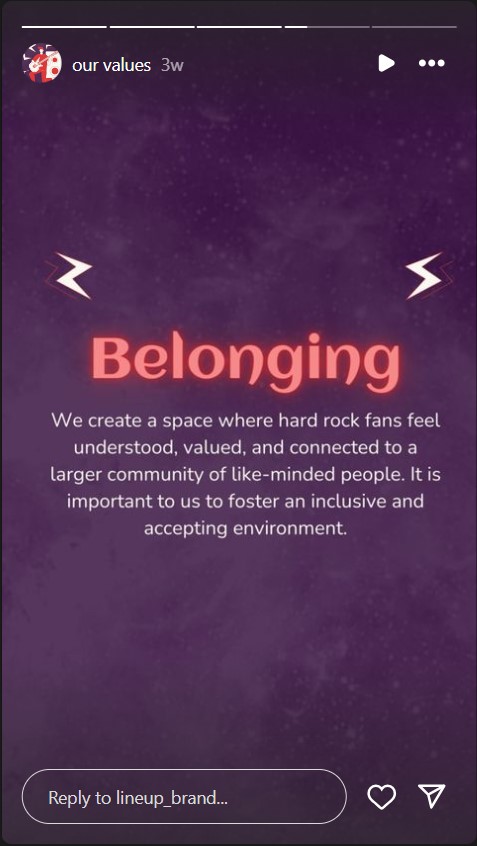 our values 3w
Belonging
We create a space where hard rock fans feel
understood, valued, and connected to a
larger community of like-minded people. It is
important to us to foster an inclusive and
accepting environment.
Reply to lineup_brand...